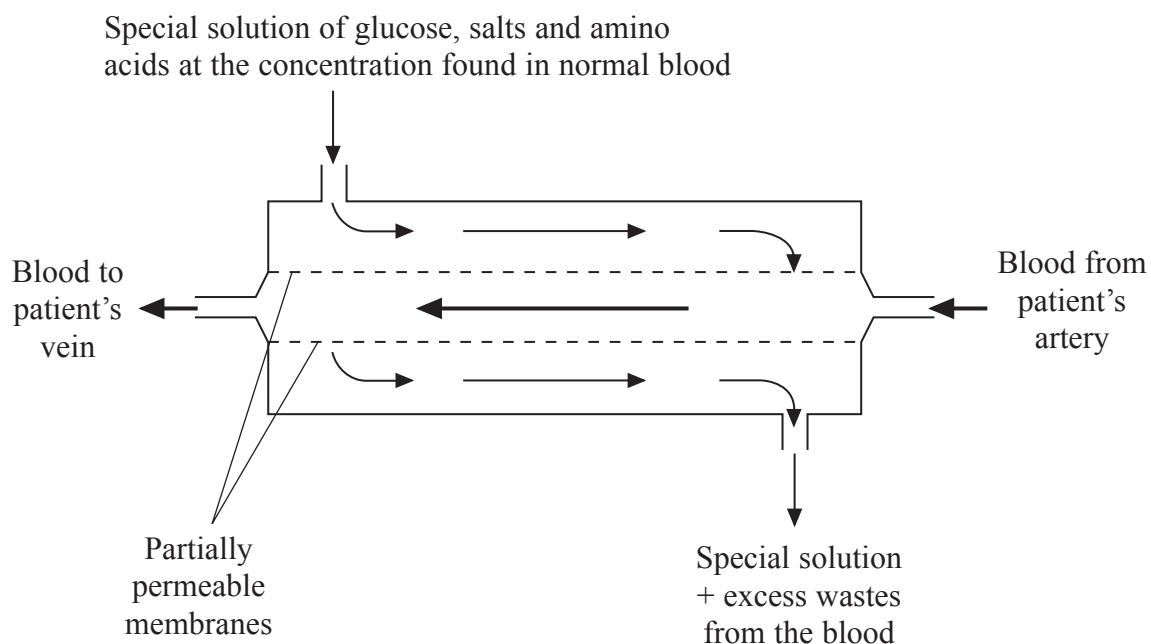 Special solution of glucose, salts and amino
acids at the concentration found in normal blood
Blood to
patient’s
vein
Blood from
patient’s
artery
Partially
permeable
membranes
Special solution
+ excess wastes
from the blood